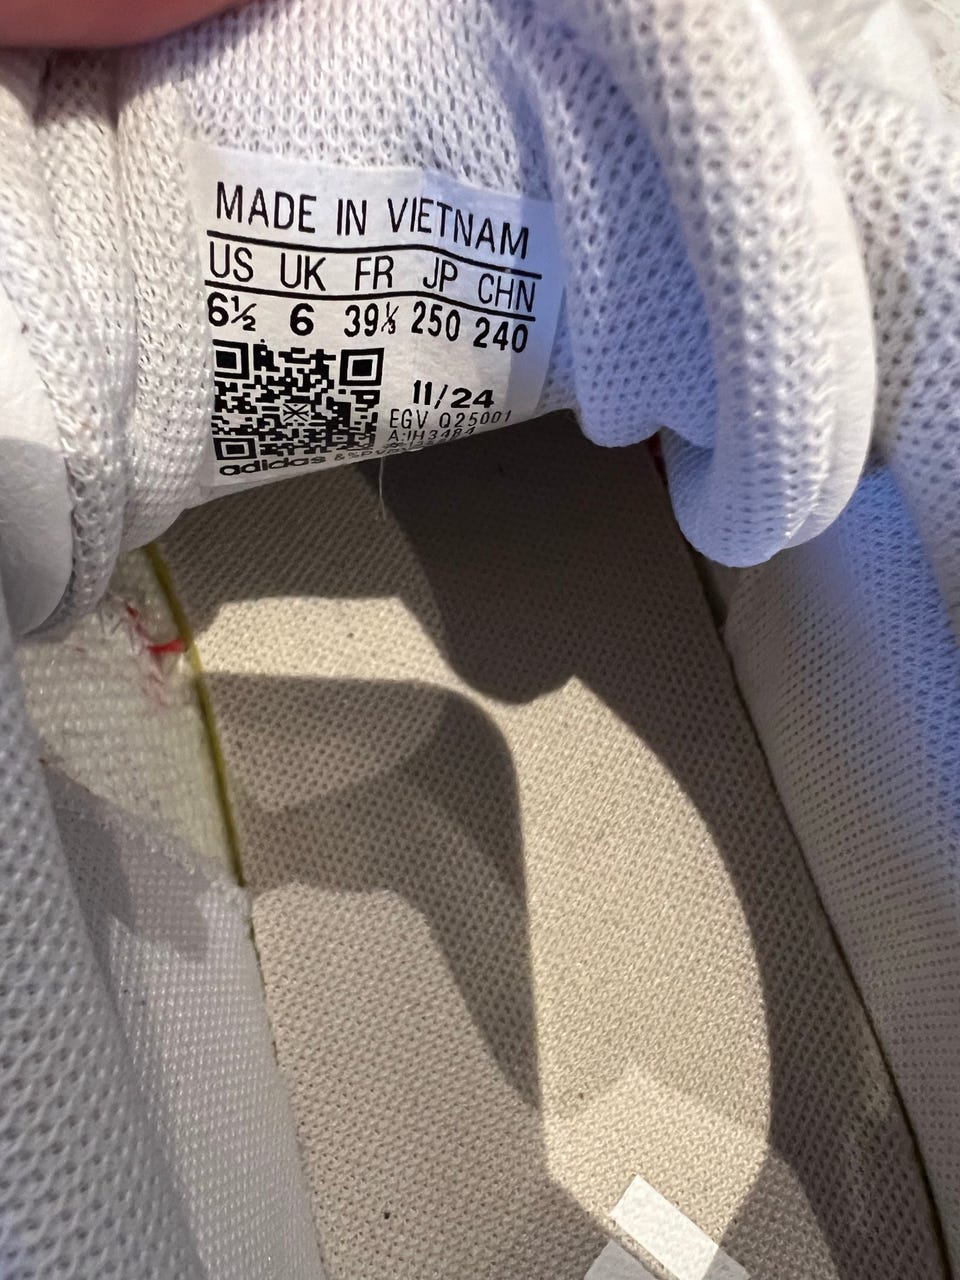 MADE IN VIETNAM
US UK FR JP CHN
6½ 6 39⅓ 250 240
11/24
EGV Q25001
A:IH3484
adidas